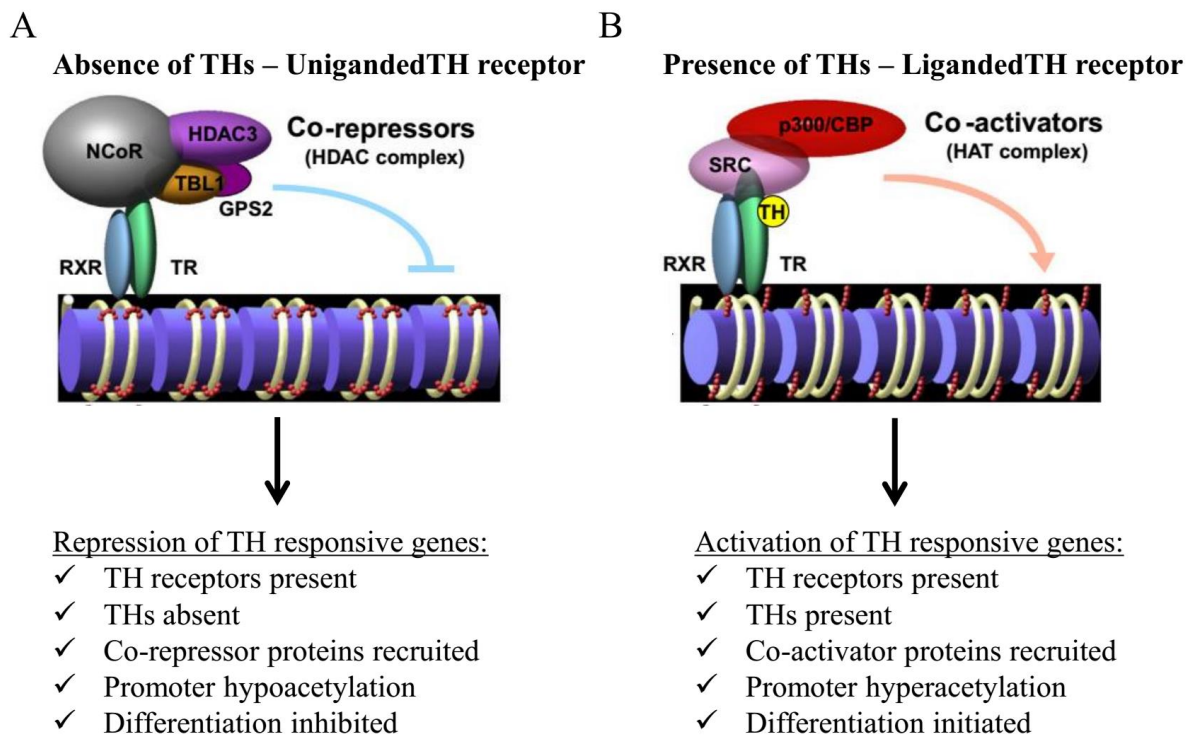 A
Absence of THs – UnigandedTH receptor
NCoR
HDAC3
TBL1
GPS2
Co-repressors
(HDAC complex)
RXR
TR
Repression of TH responsive genes:
✓ TH receptors present
✓ THs absent
✓ Co-repressor proteins recruited
✓ Promoter hypoacetylation
✓ Differentiation inhibited
B
Presence of THs – LigandedTH receptor
p300/CBP
SRC
TH
Co-activators
(HAT complex)
RXR
TR
Activation of TH responsive genes:
✓ TH receptors present
✓ THs present
✓ Co-activator proteins recruited
✓ Promoter hyperacetylation
✓ Differentiation initiated